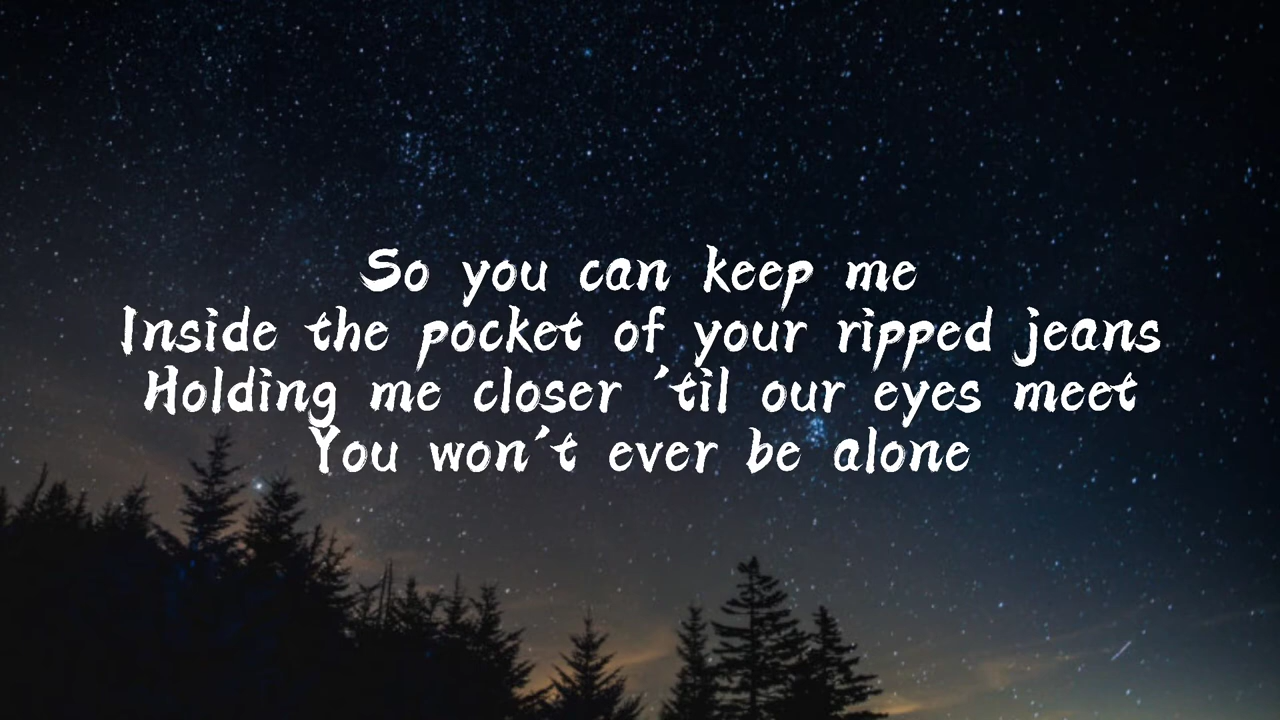 So you can keep me
Inside the pocket of your ripped jeans
Holding me closer 'til our eyes meet
You won't ever be alone